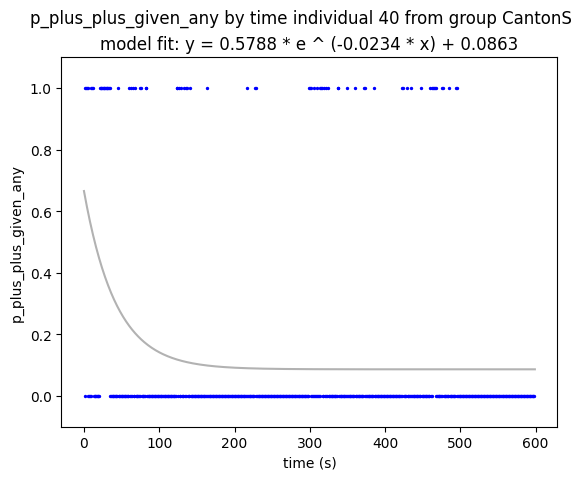 p_plus_plus_given_any by time individual 40 from group CantonS
model fit: y = 0.5788 * e ^ (-0.0234 * x) + 0.0863
1.0
0.8
0.6
0.4
0.2
0.0
p_plus_plus_given_any
0 100 200 300 400 500 600
time (s)